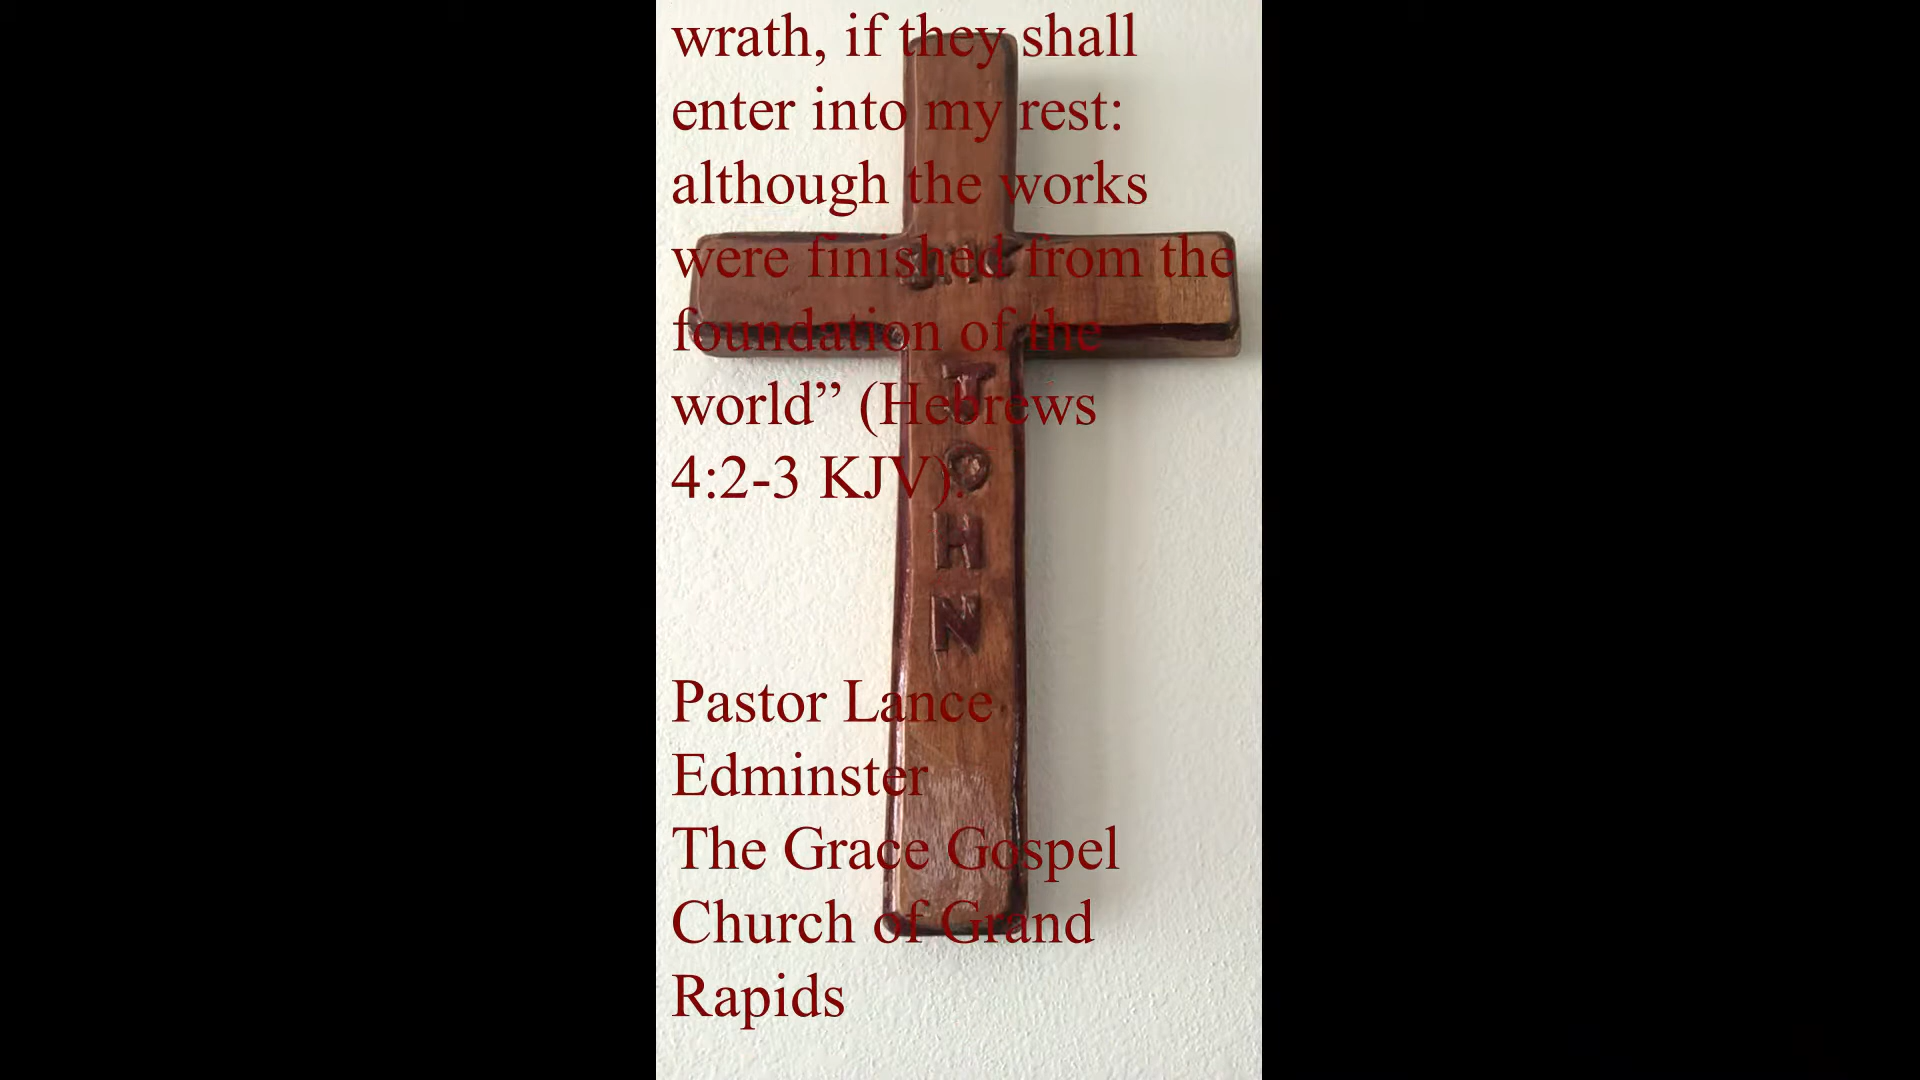 wrath, if they shall
enter into my rest:
although the works
were finished from the
foundation of the
world” (Hebrews
4:2-3 KJV).
JOHN
Pastor Lance
Edminster
The Grace Gospel
Church of Grand
Rapids